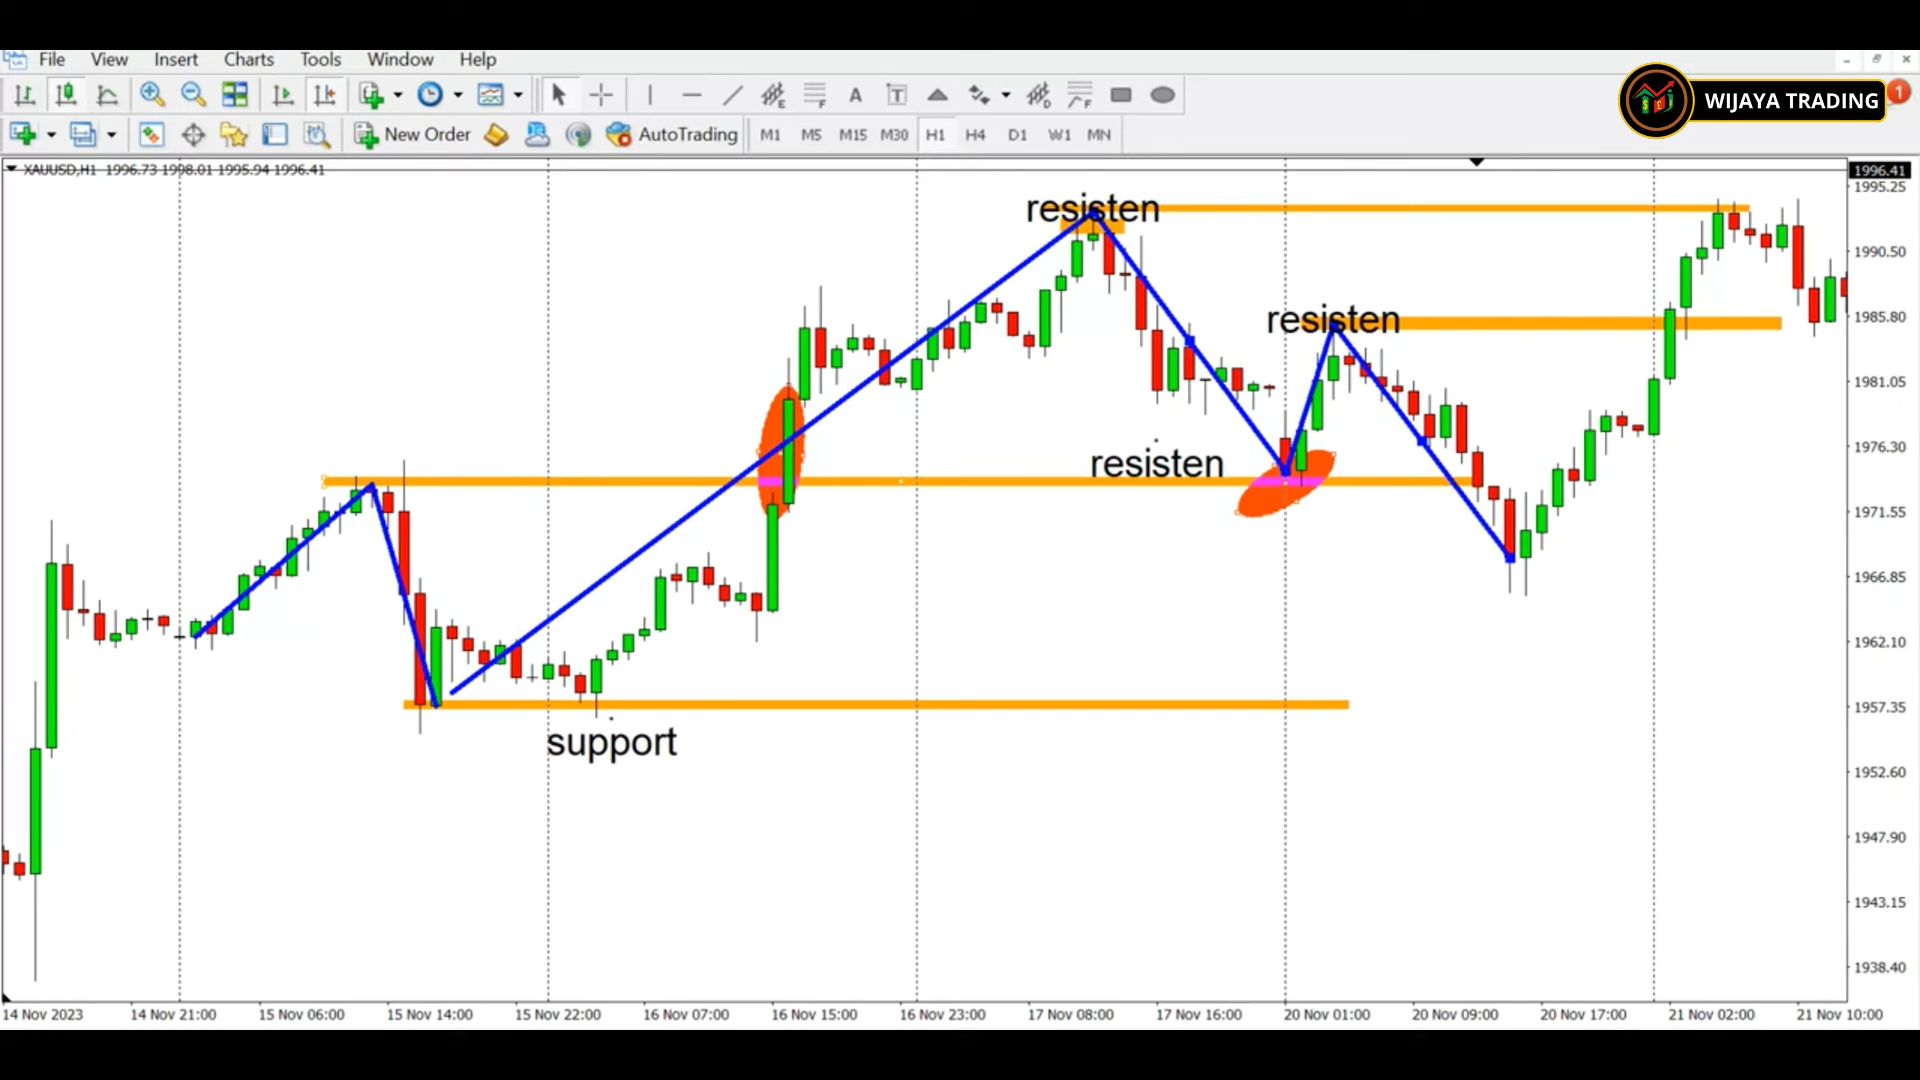 File View Insert Charts Tools Window Help
WIJAYA TRADING
1
New Order AutoTrading M1 M5 M15 M30 H1 H4 D1 W1 MN
XAUUSD,H1 1996.73 1998.01 1995.94 1996.41
1996.41
1995.25
resisten
1990.50
resisten
1985.80
1981.05
1976.30
resisten
1971.55
1966.85
1962.10
1957.35
support
1952.60
1947.90
1943.15
1938.40
14 Nov 2023 14 Nov 21:00 15 Nov 06:00 15 Nov 14:00 15 Nov 22:00 16 Nov 07:00 16 Nov 15:00 16 Nov 23:00 17 Nov 08:00 17 Nov 16:00 20 Nov 01:00 20 Nov 09:00 20 Nov 17:00 21 Nov 02:00 21 Nov 10:00